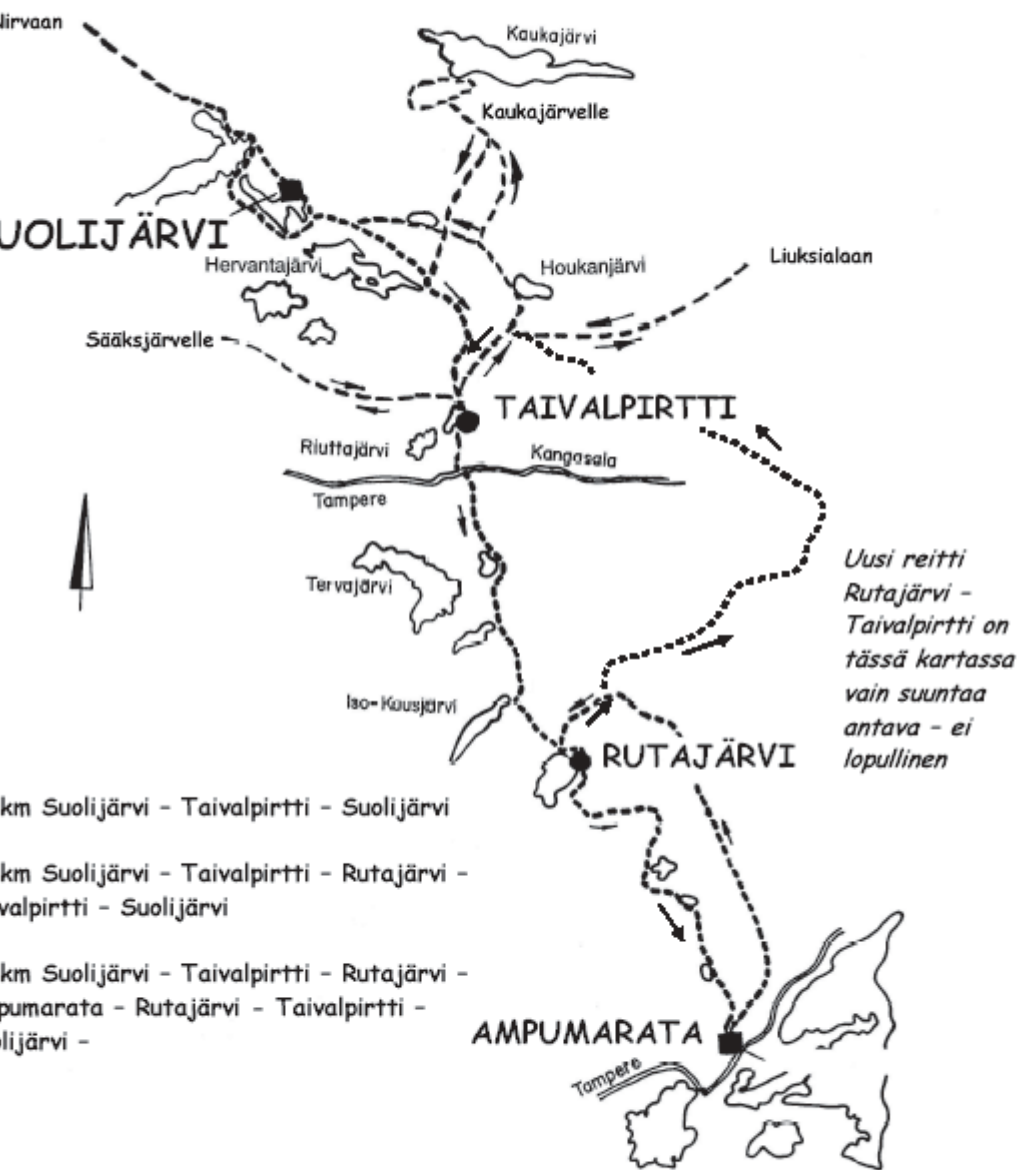 Nirvaan
Kaukajärvi
Kaukajärvelle
UOLIJÄRVI
Hervantajärvi
Houkanjärvi
Liuksialaan
Sääksjärvelle
TAIVALPIRTTI
Riuttajärvi
Kangasala
Tampere
Tervajärvi
Uusi reitti
Rutajärvi -
Taivalpirtti on
tässä kartassa
vain suuntaa
antava - ei
lopullinen
Iso-Kuusjärvi
RUTAJÄRVI
km Suolijärvi - Taivalpirtti - Suolijärvi
km Suolijärvi - Taivalpirtti - Rutajärvi -
valpirtti - Suolijärvi
km Suolijärvi - Taivalpirtti - Rutajärvi -
pumarata - Rutajärvi - Taivalpirtti -
olijärvi -
AMPUMARATA
Tampere